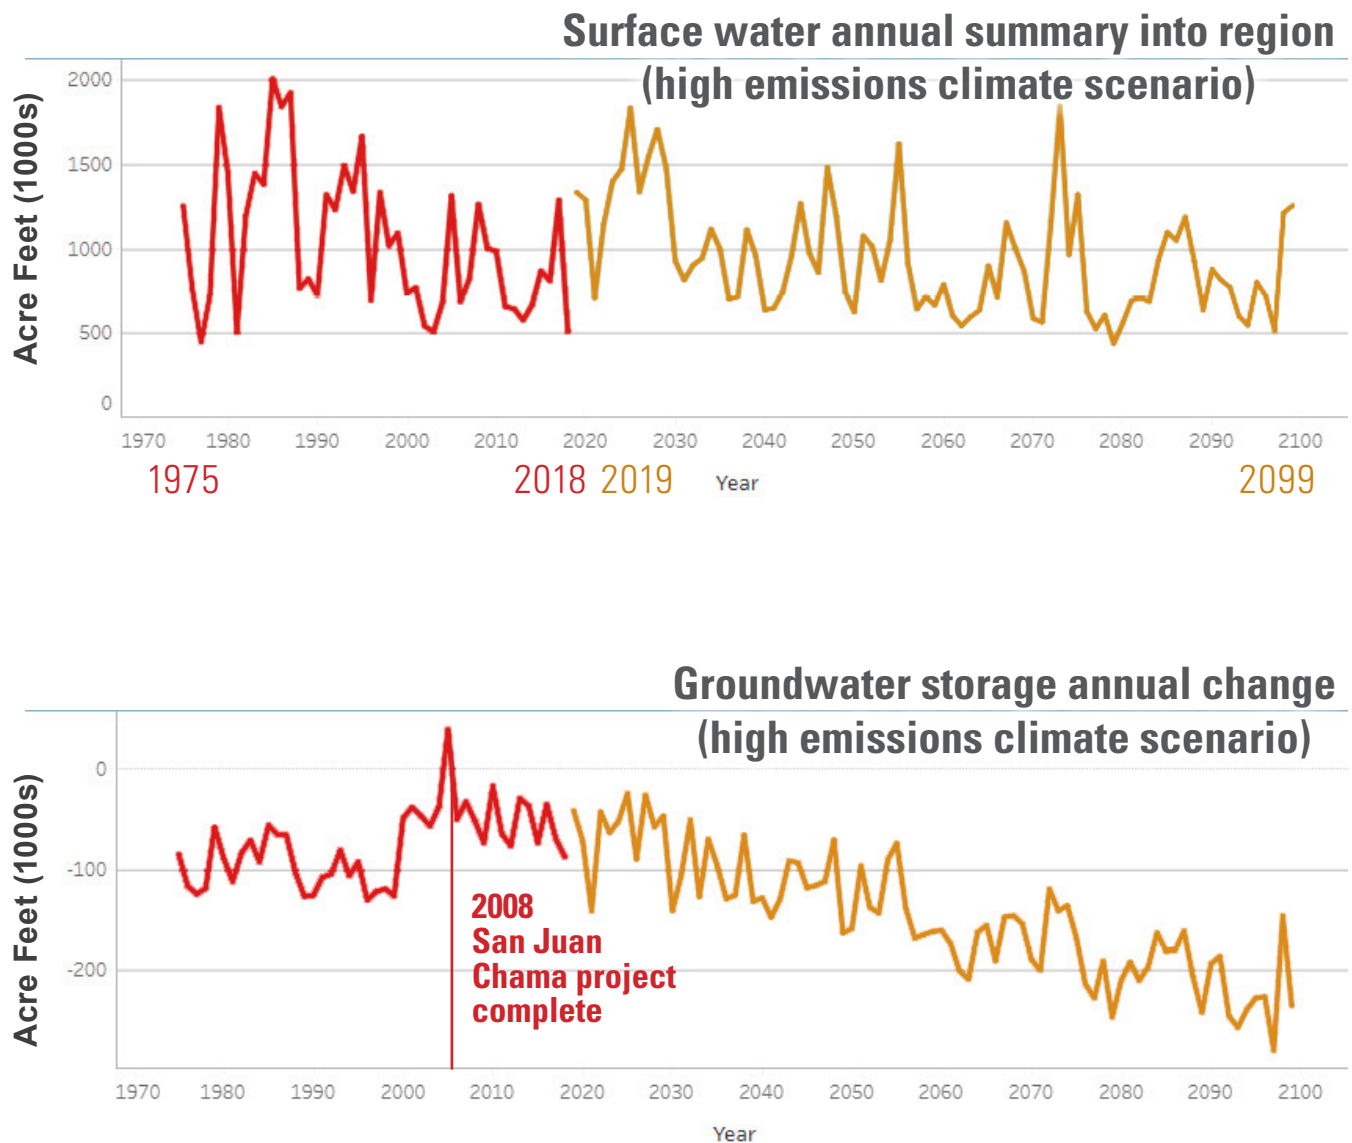 Surface water annual summary into region
(high emissions climate scenario)
Acre Feet (1000s)
2000
1500
1000
500
0
1970 1980 1990 2000 2010 2020 2030 2040 2050 2060 2070 2080 2090 2100
1975 2018 2019 2099
Year
Groundwater storage annual change
(high emissions climate scenario)
Acre Feet (1000s)
0
-100
-200
2008
San Juan
Chama project
complete
1970 1980 1990 2000 2010 2020 2030 2040 2050 2060 2070 2080 2090 2100
Year